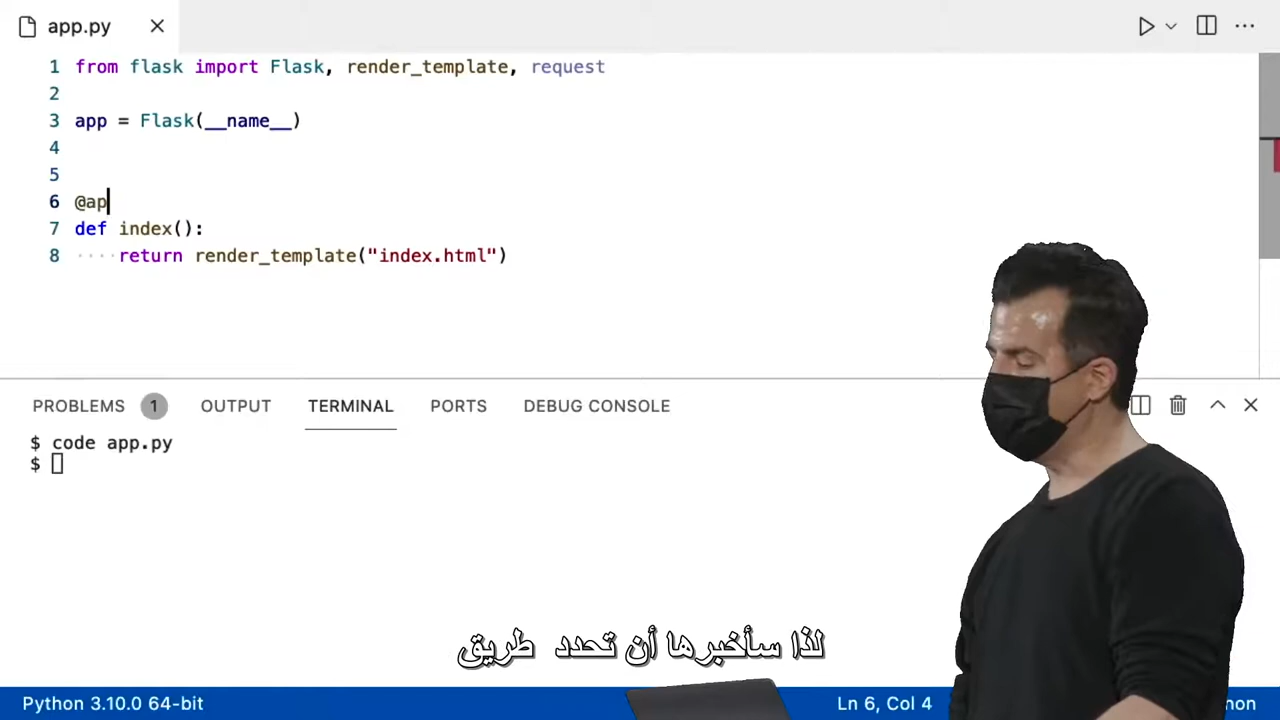 app.py
1 from flask import Flask, render_template, request
2
3 app = Flask(__name__)
4
5
6 @ap
7 def index():
8 ····return render_template("index.html")
PROBLEMS 1 OUTPUT TERMINAL PORTS DEBUG CONSOLE
$ code app.py
$
لذا سأخبرها أن تحدد طريق
Python 3.10.0 64-bit Ln 6, Col 4